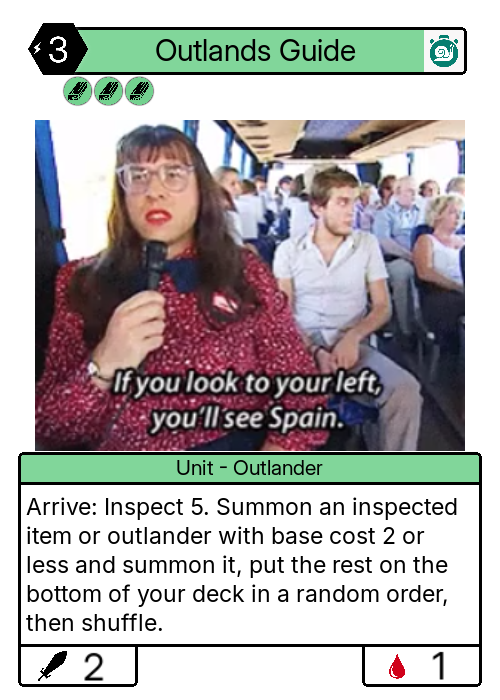 3
Outlands Guide
If you look to your left,
you'll see Spain.
Unit - Outlander
Arrive: Inspect 5. Summon an inspected
item or outlander with base cost 2 or
less and summon it, put the rest on the
bottom of your deck in a random order,
then shuffle.
2
1